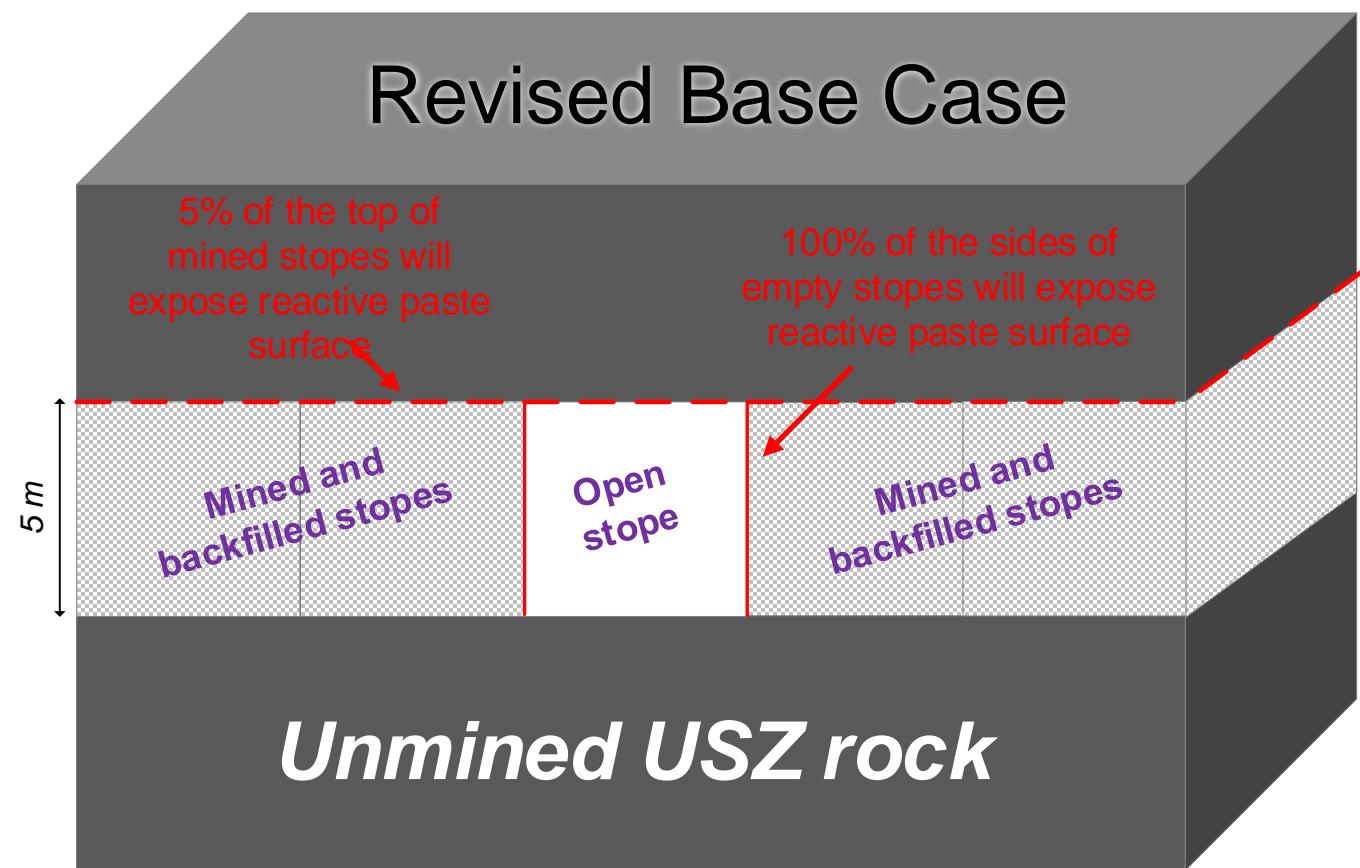 Revised Base Case
5% of the top of
mined stopes will
expose reactive paste
surface
100% of the sides of
empty stopes will expose
reactive paste surface
5 m
Mined and
backfilled stopes
Open
stope
Mined and
backfilled stopes
Unmined USZ rock